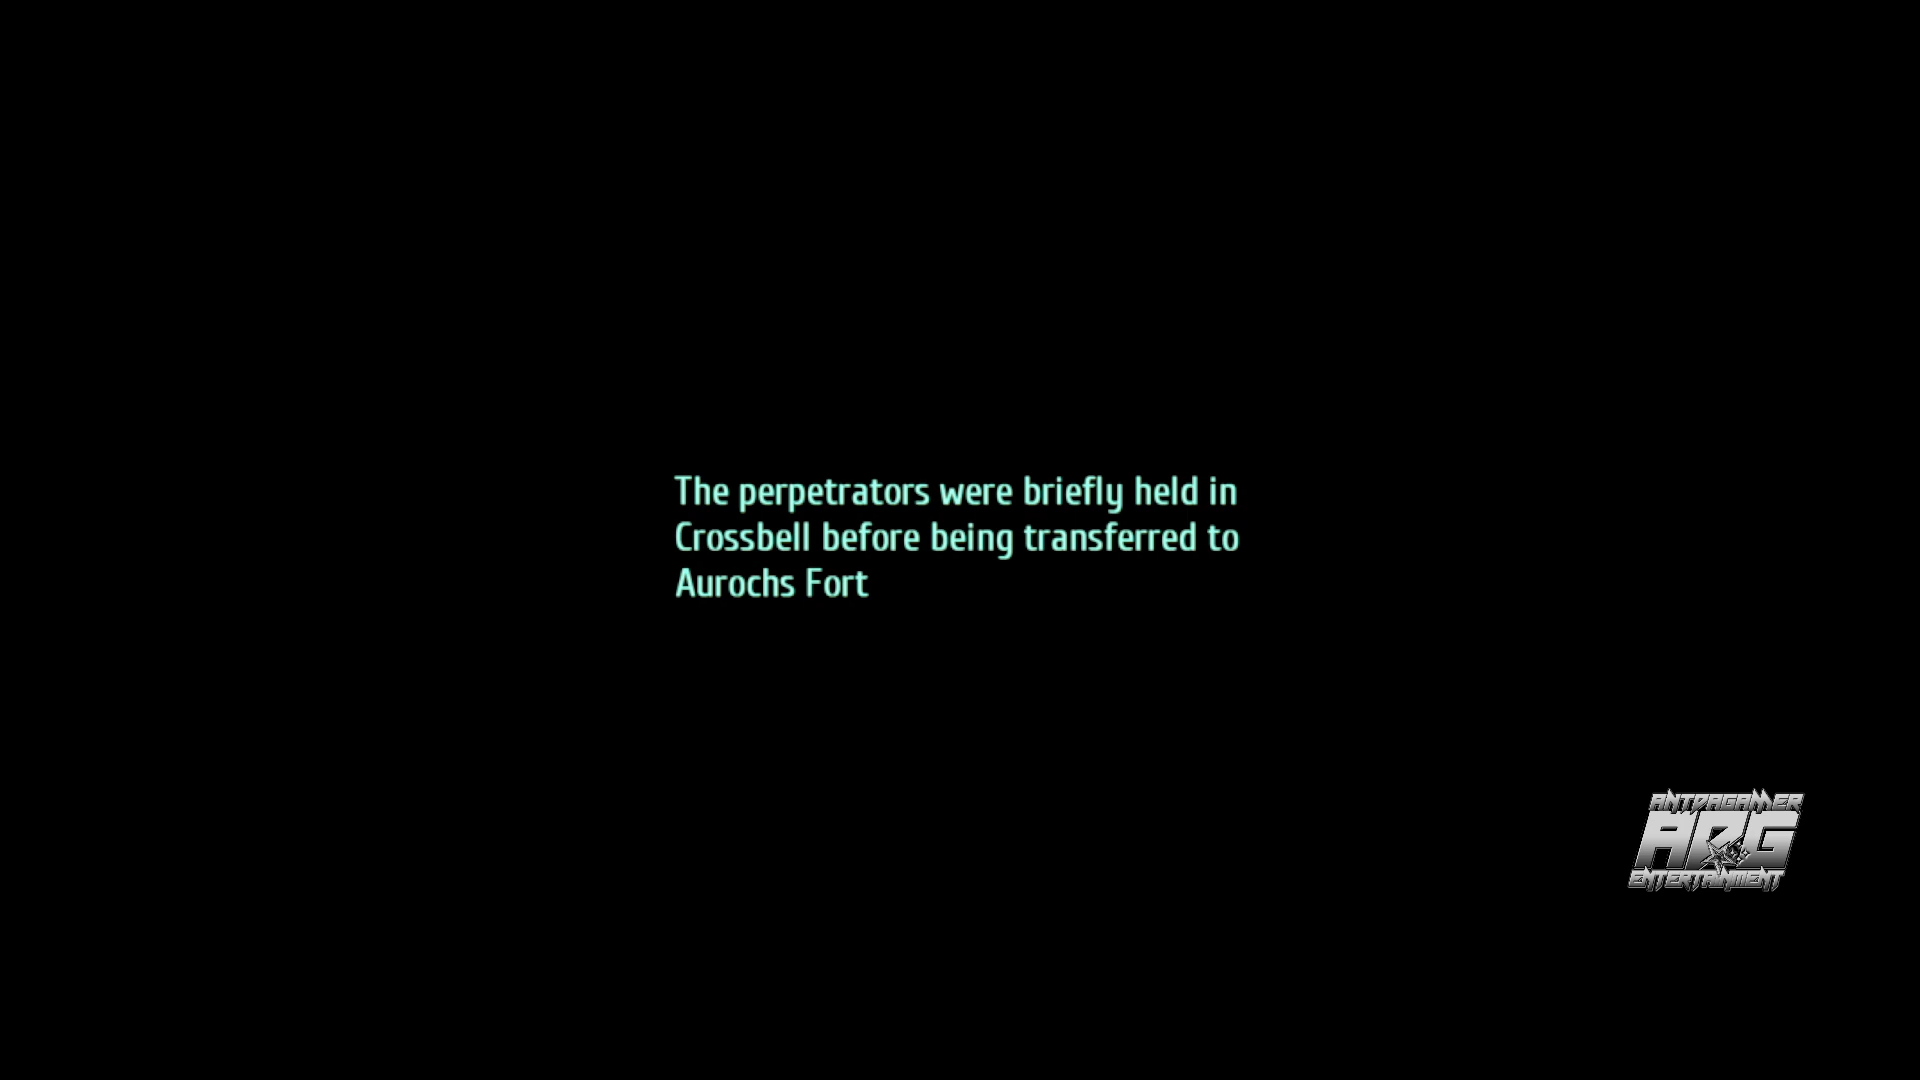 The perpetrators were briefly held in
Crossbell before being transferred to
Aurochs Fort
ANTDAGAMER
ADG
ENTERTAINMENT